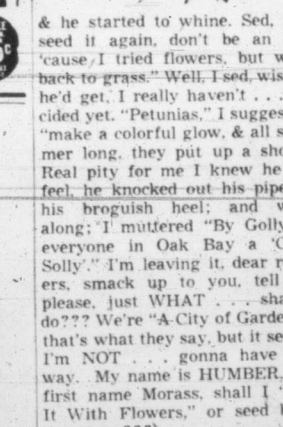 & he started to whine. Sed,
seed it again, don't be an
'cause I tried flowers, but w
back to grass." Well, I sed, wis
he'd get, I really haven't . . .
cided yet. "Petunias," I sugges
"make a colorful glow, & all s
mer long, they put up a sho
Real pity for me I knew he
feel, he knocked out his pipe
his broguish heel; and w
along; I muttered "By Golly
everyone in Oak Bay a 'G
Solly'." I'm leaving it, dear r
ers, smack up to you, tell
please, just WHAT . . . sha
do??? We're "A City of Garde
that's what they say, but it se
I'm NOT . . . gonna have
way. My name is HUMBER,
first name Morass, shall I "
It With Flowers," or seed